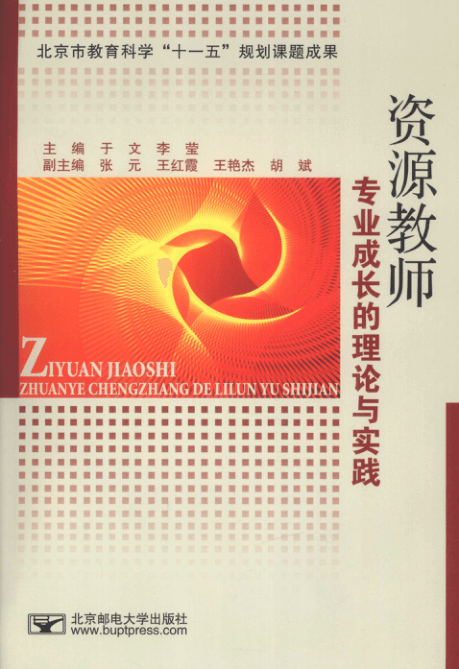 北京市教育科学“十一五”规划课题成果
主 编 于 文 李 莹
副主编 张 元 王红霞 王艳杰 胡 斌
资源教师
专业成长的理论与实践
ZIYUAN JIAOSHI
ZHUANYE CHENGZHANG DE LILUN YU SHIJIAN
北京邮电大学出版社
www.buptpress.com